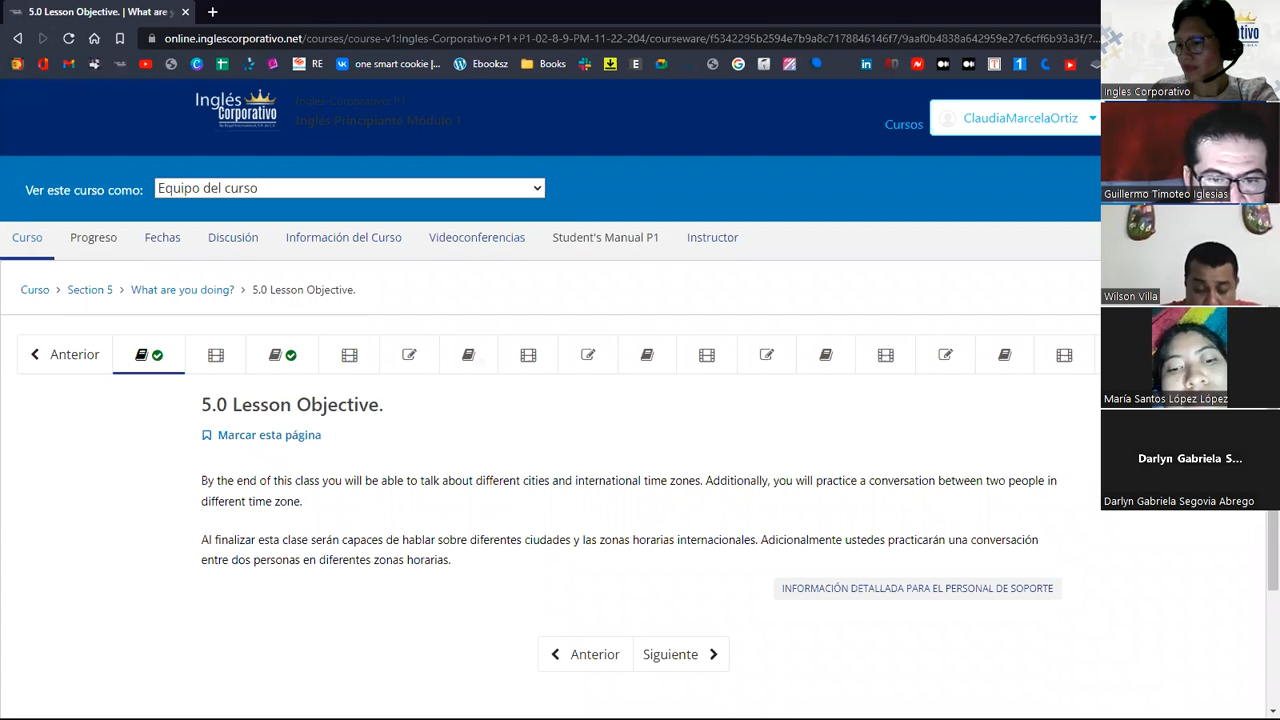 5.0 Lesson Objective. | What are y
online.inglescorporativo.net/courses/course-v1:Ingles-Corporativo+P1+P1-8-a-9-PM-11-22-204/courseware/b342295b2594e7
RE
one smart cookie |...
Ebooksz
Books
Inglés Corporativo
Ingles-Corporativo: P1
Inglés Principiante Módulo 1
Cursos
ClaudiaMarcelaOrtiz
Ver este curso como:
Equipo del curso
Curso
Progreso
Fechas
Discusión
Información del Curso
Videoconferencias
Student's Manual P1
Instructor
Curso > Section 5 > What are you doing? > 5.0 Lesson Objective.
Anterior
5.0 Lesson Objective.
Marcar esta página
By the end of this class you will be able to talk about different cities and international time zones. Additionally, you will practice a conversation between two people in
different time zone.
Al finalizar esta clase serán capaces de hablar sobre diferentes ciudades y las zonas horarias internacionales. Adicionalmente ustedes practicarán una conversación
entre dos personas en diferentes zonas horarias.
INFORMACIÓN DETALLADA PARA EL PERSONAL DE SOPORTE
Anterior
Siguiente
Ingles Corporativo
Guillermo Timoteo Iglesias
Wilson Villa
María Santos López López
Darlyn Gabriela S...
Darlyn Gabriela Segovia Abrego